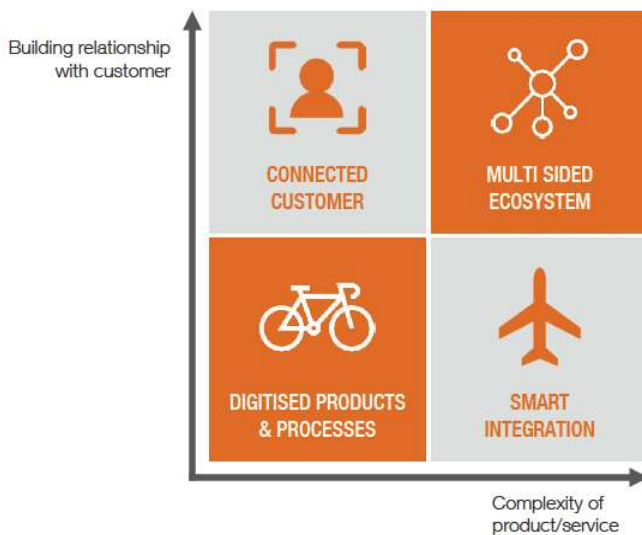 Building relationship
with customer
CONNECTED
CUSTOMER
MULTI SIDED
ECOSYSTEM
DIGITISED PRODUCTS
& PROCESSES
SMART
INTEGRATION
Complexity of
product/service